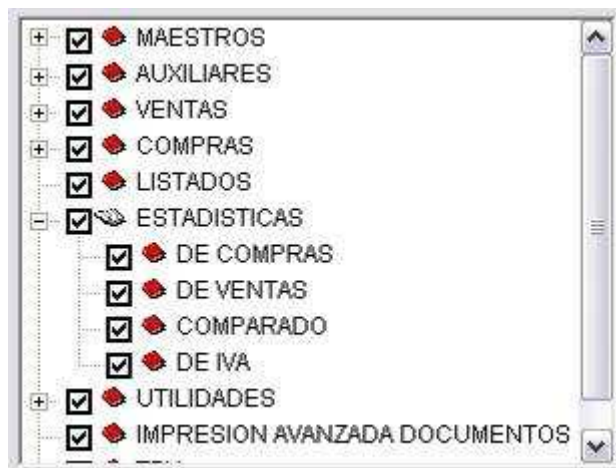 MAESTROS
AUXILIARES
VENTAS
COMPRAS
LISTADOS
ESTADISTICAS
DE COMPRAS
DE VENTAS
COMPARADO
DE IVA
UTILIDADES
IMPRESION AVANZADA DOCUMENTOS